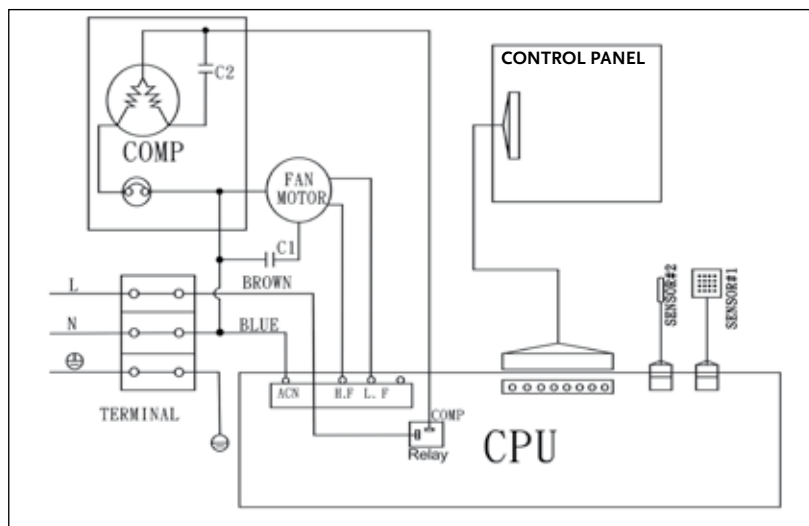 CONTROL PANEL
C2
COMP
FAN
MOTOR
C1
L
BROWN
N
BLUE
TERMINAL
SENSOR#2
SENSOR#1
ACN
H.F
L. F
COMP
Relay
CPU